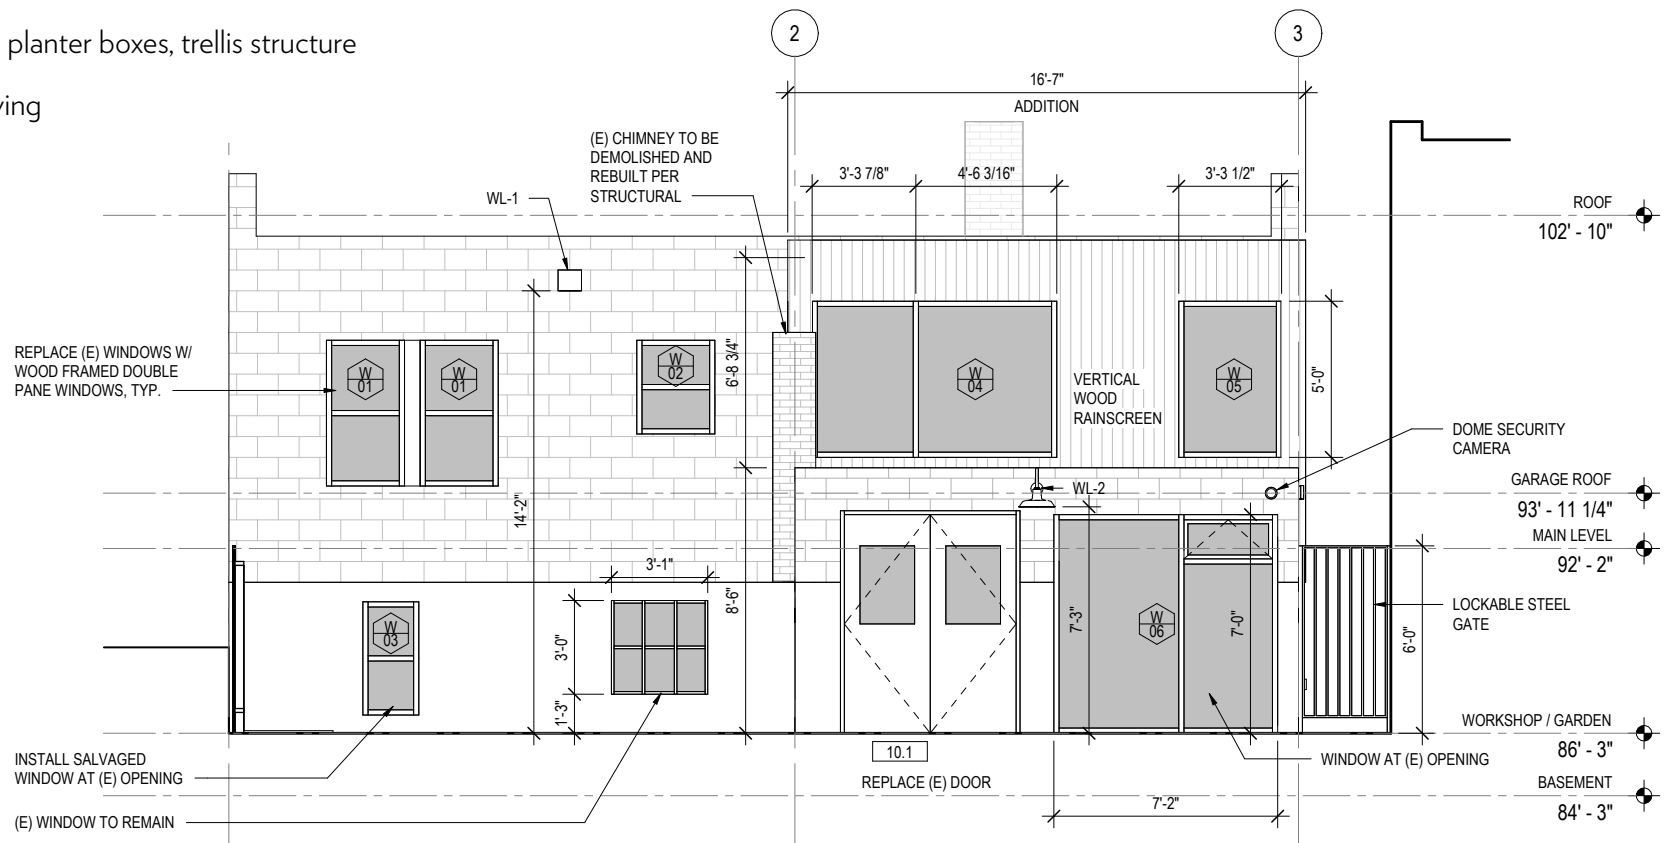 planter boxes, trellis structure
ving
2
3
16'-7"
ADDITION
(E) CHIMNEY TO BE
DEMOLISHED AND
REBUILT PER
STRUCTURAL
3'-3 7/8"
4'-6 3/16"
3'-3 1/2"
WL-1
ROOF
102' - 10"
REPLACE (E) WINDOWS W/
WOOD FRAMED DOUBLE
PANE WINDOWS, TYP.
W
01
W
01
W
02
6'-8 3/4"
W
04
VERTICAL
WOOD
RAINSCREEN
W
05
5'-0"
DOME SECURITY
CAMERA
14'-2"
WL-2
GARAGE ROOF
93' - 11 1/4"
MAIN LEVEL
92' - 2"
3'-1"
W
03
3'-0"
1'-3"
8'-6"
7'-3"
W
06
7'-0"
6'-0"
LOCKABLE STEEL
GATE
WORKSHOP / GARDEN
86' - 3"
INSTALL SALVAGED
WINDOW AT (E) OPENING
10.1
REPLACE (E) DOOR
WINDOW AT (E) OPENING
BASEMENT
84' - 3"
7'-2"
(E) WINDOW TO REMAIN